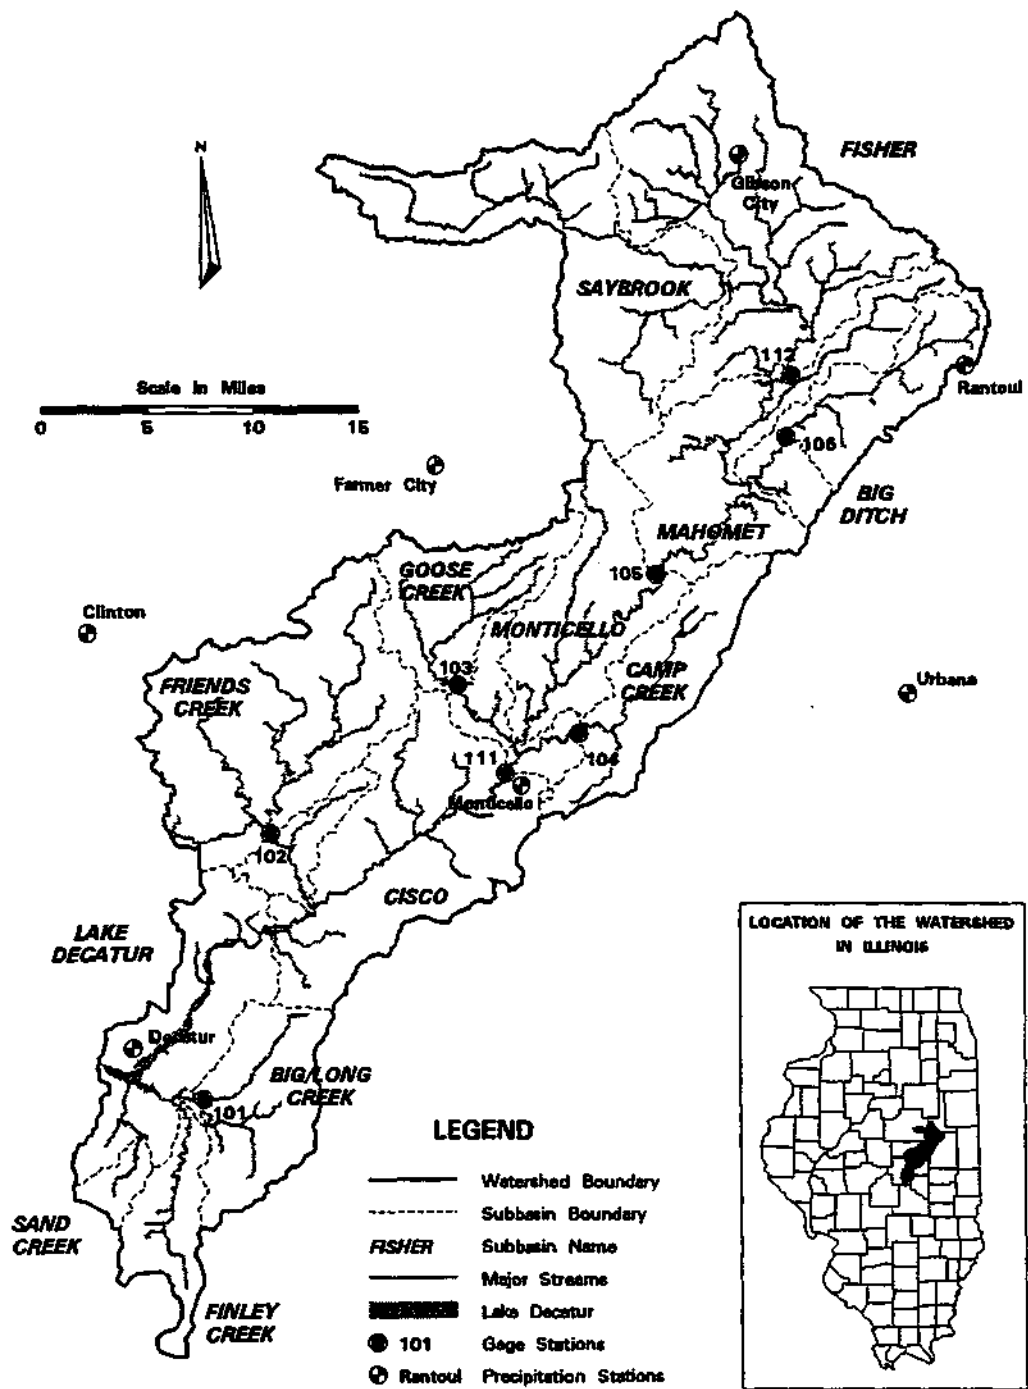 N
FISHER
Gibson
City
SAYBROOK
112
Rantoul
Scale in Miles
0 5 10 15
106
Farmer City
BIG
DITCH
MAHOMET
GOOSE
CREEK
105
Clinton
MONTICELLO
103
CAMP
CREEK
FRIENDS
CREEK
Urbana
111
104
Monticello
102
CISCO
LAKE
DECATUR
Decatur
BIG/LONG
CREEK
101
SAND
CREEK
FINLEY
CREEK
LEGEND
Watershed Boundary
Subbasin Boundary
FISHER Subbasin Name
Major Streams
Lake Decatur
101 Gage Stations
Rantoul Precipitation Stations
LOCATION OF THE WATERSHED
IN ILLINOIS